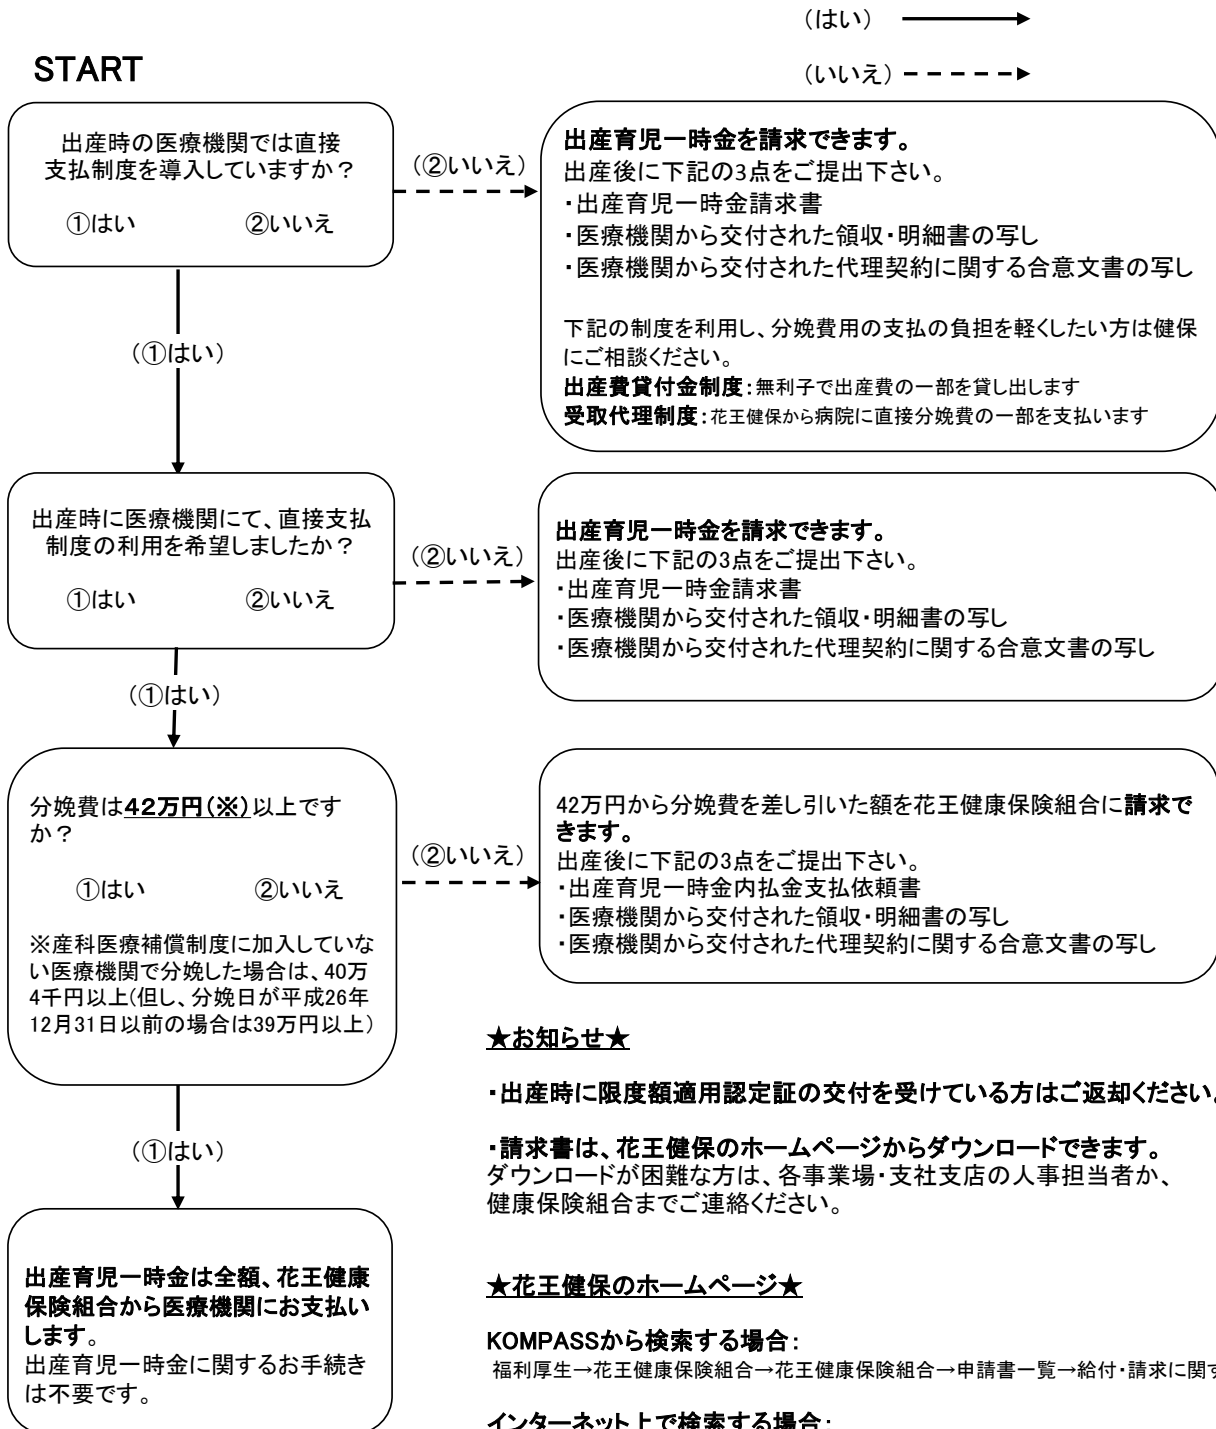 (はい)
(いいえ)
START
出産時の医療機関では直接
支払制度を導入していますか？
①はい ②いいえ
(②いいえ)
出産育児一時金を請求できます。
出産後に下記の3点をご提出下さい。
・出産育児一時金請求書
・医療機関から交付された領収・明細書の写し
・医療機関から交付された代理契約に関する合意文書の写し
下記の制度を利用し、分娩費用の支払の負担を軽くしたい方は健保
にご相談ください。
出産費貸付金制度：無利子で出産費の一部を貸し出します
受取代理制度：花王健保から病院に直接分娩費の一部を支払います
(①はい)
出産時に医療機関にて、直接支払
制度の利用を希望しましたか？
①はい ②いいえ
(②いいえ)
出産育児一時金を請求できます。
出産後に下記の3点をご提出下さい。
・出産育児一時金請求書
・医療機関から交付された領収・明細書の写し
・医療機関から交付された代理契約に関する合意文書の写し
(①はい)
分娩費は42万円(※)以上です
か？
①はい ②いいえ
※産科医療補償制度に加入していな
い医療機関で分娩した場合は、40万
4千円以上(但し、分娩日が平成26年
12月31日以前の場合は39万円以上)
(②いいえ)
42万円から分娩費を差し引いた額を花王健康保険組合に請求で
きます。
出産後に下記の3点をご提出下さい。
・出産育児一時金内払金支払依頼書
・医療機関から交付された領収・明細書の写し
・医療機関から交付された代理契約に関する合意文書の写し
(①はい)
出産育児一時金は全額、花王健康
保険組合から医療機関にお支払い
します。
出産育児一時金に関するお手続き
は不要です。
★お知らせ★
・出産時に限度額適用認定証の交付を受けている方はご返却ください。
・請求書は、花王健保のホームページからダウンロードできます。
ダウンロードが困難な方は、各事業場・支社支店の人事担当者か、
健康保険組合までご連絡ください。
★花王健保のホームページ★
KOMPASSから検索する場合：
福利厚生→花王健康保険組合→花王健康保険組合→申請書一覧→給付・請求に関す
インターネット上で検索する場合：